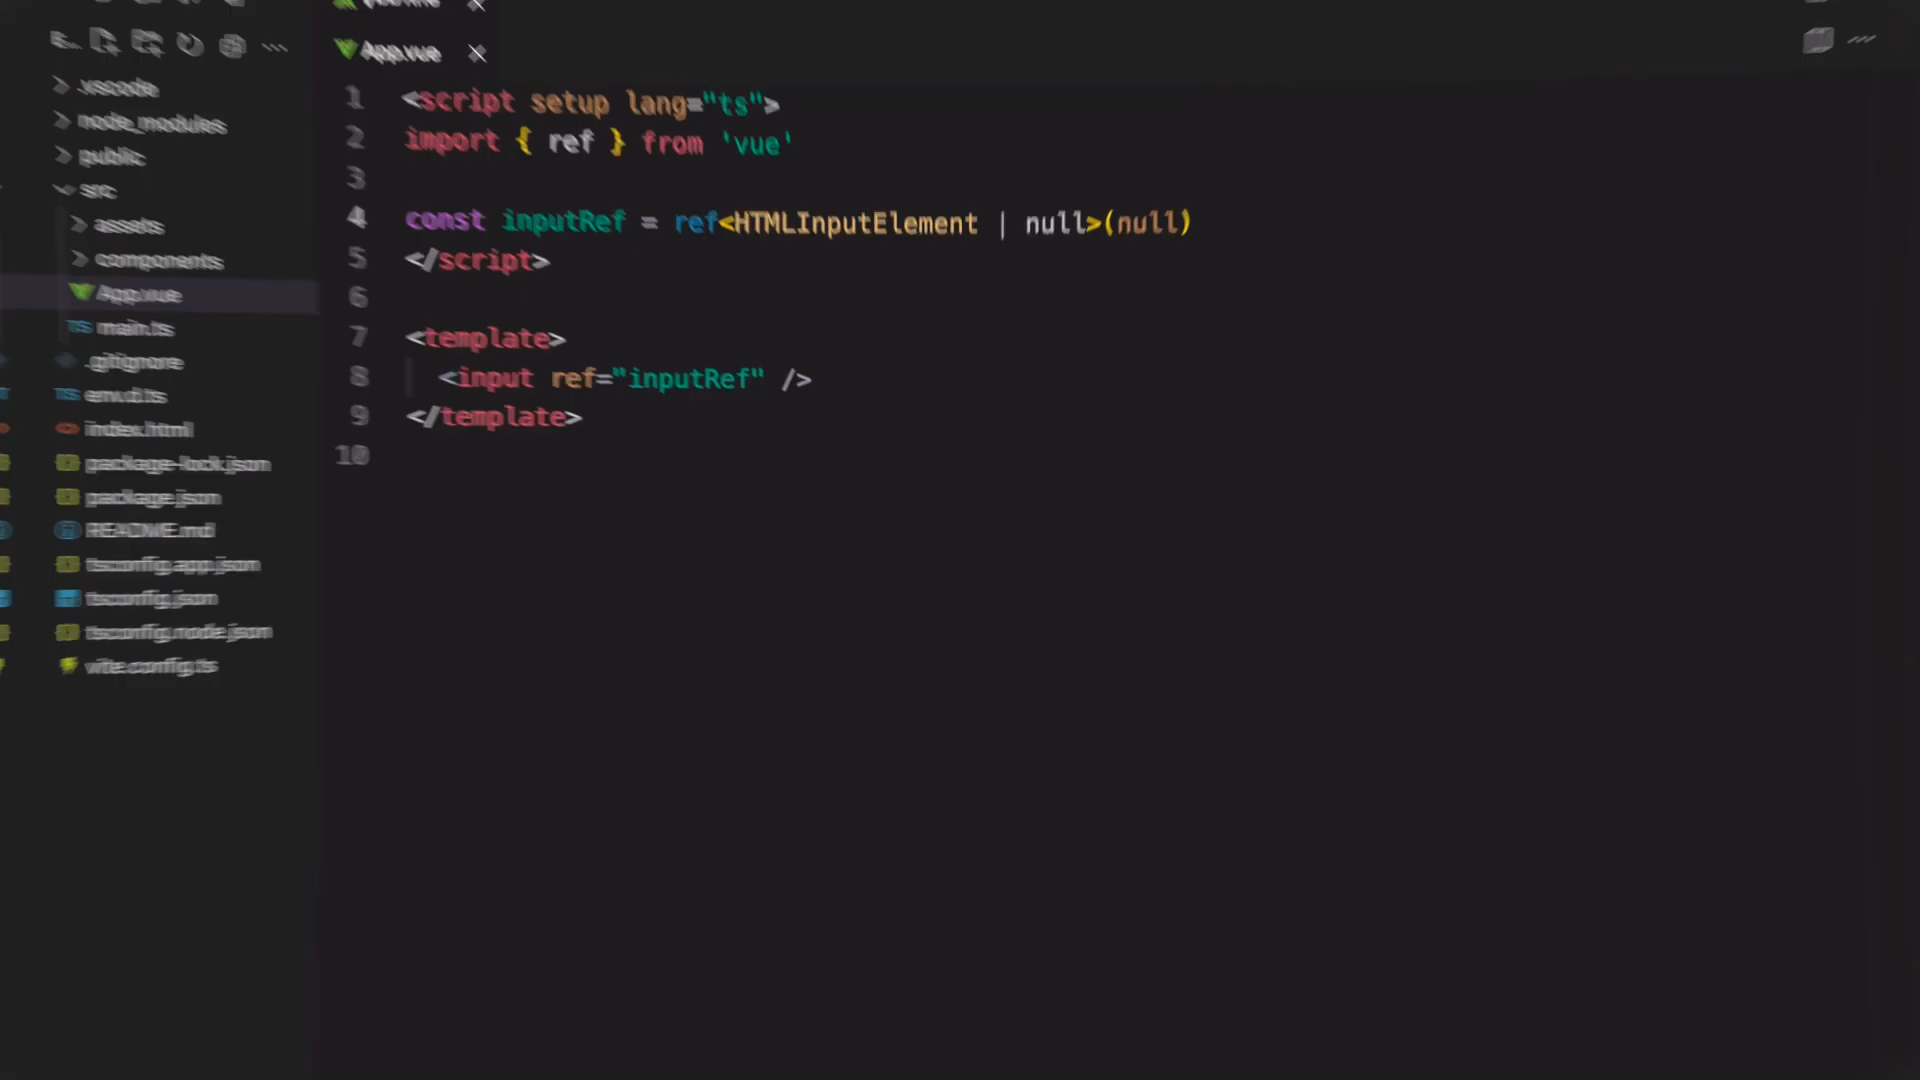 App.vue
.vscode
node_modules
public
src
assets
components
App.vue
TS main.ts
.gitignore
TS env.d.ts
index.html
package-lock.json
package.json
README.md
tsconfig.app.json
tsconfig.json
tsconfig.node.json
vite.config.ts
1 <script setup lang="ts">
2 import { ref } from 'vue'
3
4 const inputRef = ref<HTMLInputElement | null>(null)
5 </script>
6
7 <template>
8 <input ref="inputRef" />
9 </template>
10